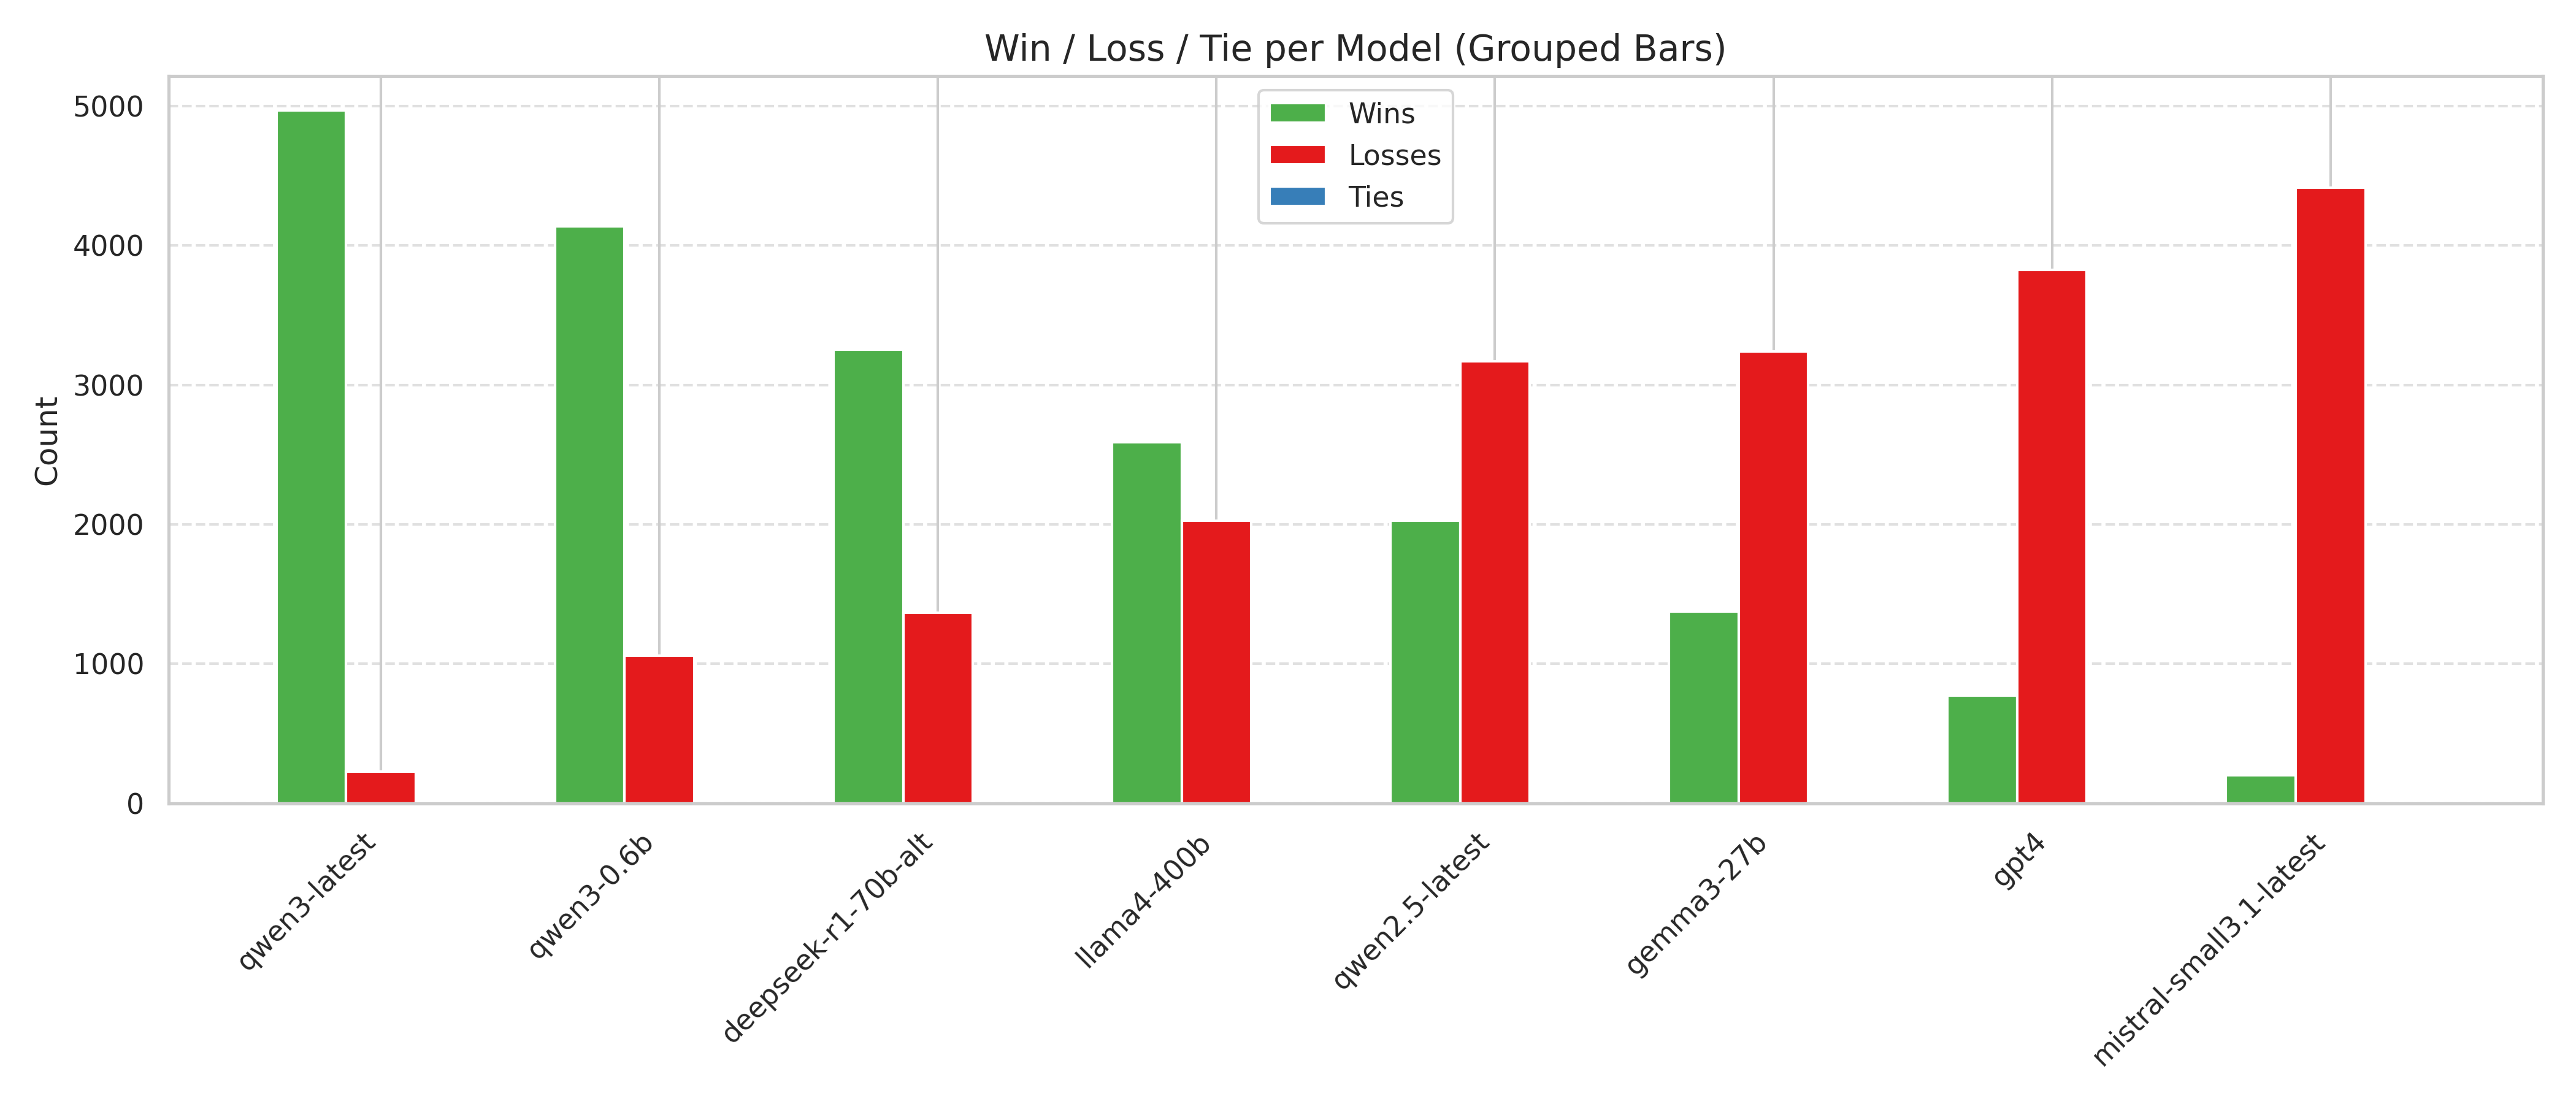 Win / Loss / Tie per Model (Grouped Bars)
Wins
Losses
Ties
Count
5000
4000
3000
2000
1000
0
qwen3-latest
qwen3-0.6b
deepseek-r1-70b-alt
llama4-400b
qwen2.5-latest
gemma3-27b
gpt4
mistral-small3.1-latest